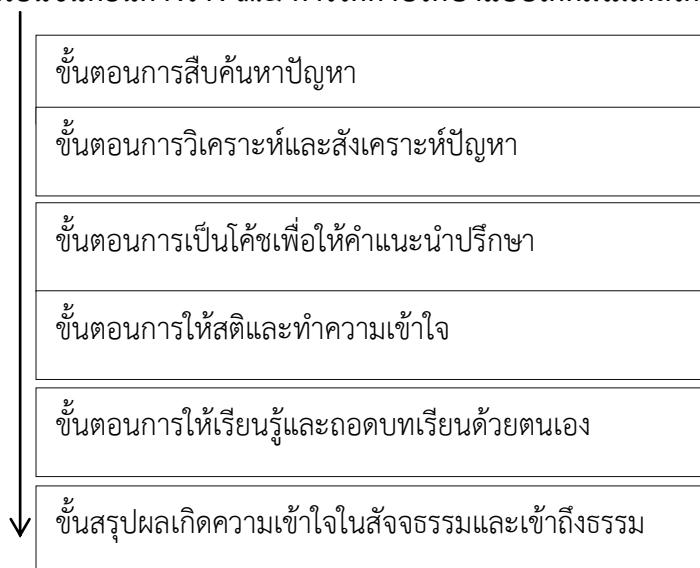 ขั้นตอนการสืบค้นหาปัญหา
ขั้นตอนการวิเคราะห์และสังเคราะห์ปัญหา
ขั้นตอนการเป็นโค้ชเพื่อให้คำแนะนำปรึกษา
ขั้นตอนการให้สติและทำความเข้าใจ
ขั้นตอนการให้เรียนรู้และถอดบทเรียนด้วยตนเอง
ขั้นสรุปผลเกิดความเข้าใจในสัจจธรรมและเข้าถึงธรรม